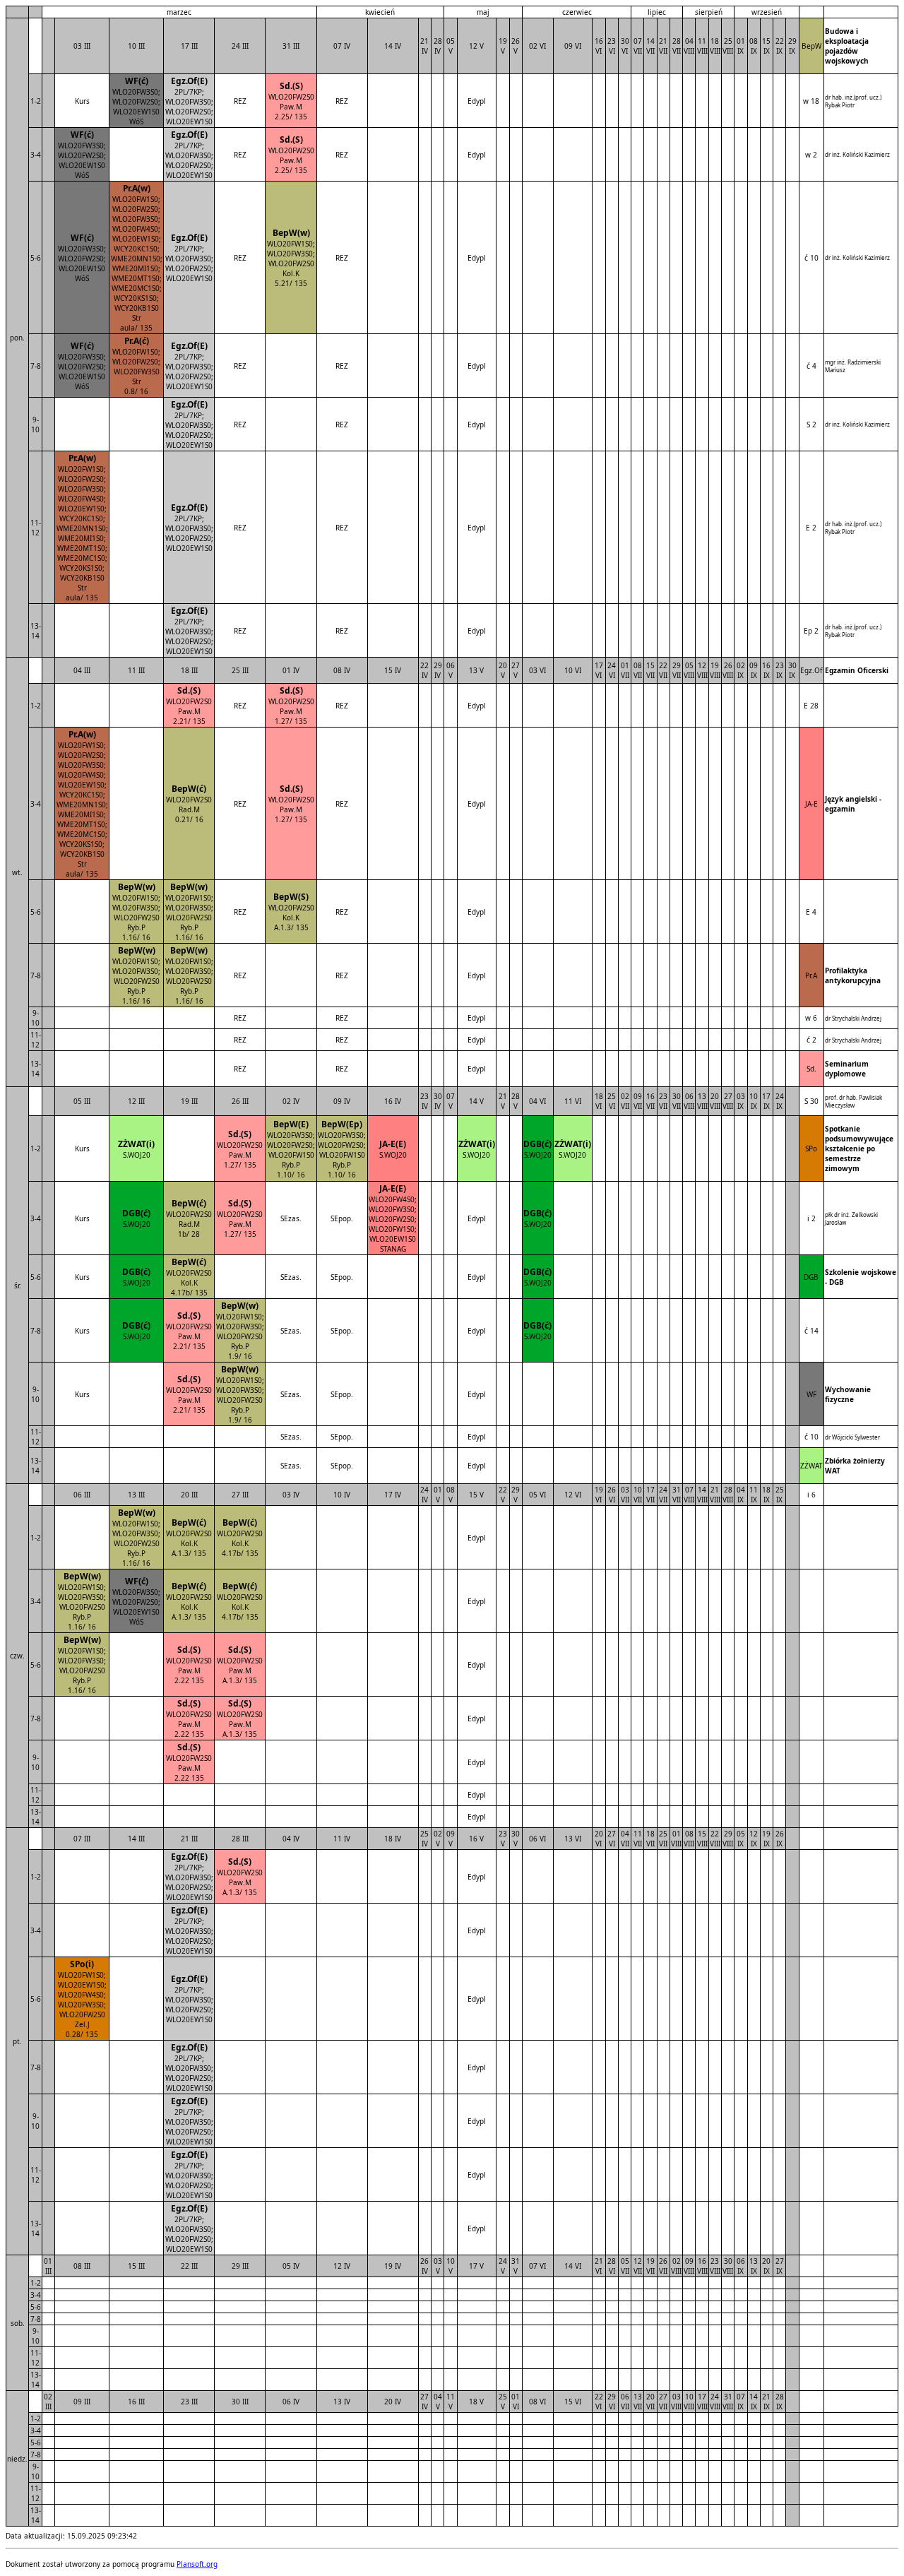 marzec kwiecień maj czerwiec lipiec sierpień wrzesień
pon. 03 III 10 III 17 III 24 III 31 III 07 IV 14 IV 21 IV 28 IV 05 V 12 V 19 V 26 V 02 VI 09 VI 16 VI 23 VI 30 VI 07 VII 14 VII 21 VII 28 VII 04 VIII 11 VIII 18 VIII 25 VIII 01 IX 08 IX 15 IX 22 IX 29 IX BepW Budowa i eksploatacja pojazdów wojskowych
1-2 Kurs WF(ć) WLO20FW3S0; WLO20FW2S0; WLO20EW1S0 WóS Egz.Of(E) 2PL/7KP; WLO20FW3S0; WLO20FW2S0; WLO20EW1S0 REZ Sd.(S) WLO20FW2S0 Paw.M 2.25/ 135 REZ Edypl w 18 dr hab. inż.(prof. ucz.) Rybak Piotr
3-4 WF(ć) WLO20FW3S0; WLO20FW2S0; WLO20EW1S0 WóS Egz.Of(E) 2PL/7KP; WLO20FW3S0; WLO20FW2S0; WLO20EW1S0 REZ Sd.(S) WLO20FW2S0 Paw.M 2.25/ 135 REZ Edypl w 2 dr inż. Koliński Kazimierz
5-6 WF(ć) WLO20FW3S0; WLO20FW2S0; WLO20EW1S0 WóS Pr.A(w) WLO20FW1S0; WLO20FW2S0; WLO20FW3S0; WLO20FW4S0; WLO20EW1S0; WCY20KC1S0; WME20MN1S0; WME20MI1S0; WME20MT1S0; WME20MC1S0; WCY20KS1S0; WCY20KB1S0 Str aula/ 135 Egz.Of(E) 2PL/7KP; WLO20FW3S0; WLO20FW2S0; WLO20EW1S0 REZ BepW(w) WLO20FW1S0; WLO20FW3S0; WLO20FW2S0 Kol.K 5.21/ 135 REZ Edypl ć 10 dr inż. Koliński Kazimierz
7-8 WF(ć) WLO20FW3S0; WLO20FW2S0; WLO20EW1S0 WóS Pr.A(ć) WLO20FW1S0; WLO20FW2S0; WLO20FW3S0 Str 0.8/ 16 Egz.Of(E) 2PL/7KP; WLO20FW3S0; WLO20FW2S0; WLO20EW1S0 REZ REZ Edypl ć 4 mgr inż. Radzimierski Mariusz
9-10 Egz.Of(E) 2PL/7KP; WLO20FW3S0; WLO20FW2S0; WLO20EW1S0 REZ REZ Edypl S 2 dr inż. Koliński Kazimierz
11-12 Pr.A(w) WLO20FW1S0; WLO20FW2S0; WLO20FW3S0; WLO20FW4S0; WLO20EW1S0; WCY20KC1S0; WME20MN1S0; WME20MI1S0; WME20MT1S0; WME20MC1S0; WCY20KS1S0; WCY20KB1S0 Str aula/ 135 Egz.Of(E) 2PL/7KP; WLO20FW3S0; WLO20FW2S0; WLO20EW1S0 REZ REZ Edypl E 2 dr hab. inż.(prof. ucz.) Rybak Piotr
13-14 Egz.Of(E) 2PL/7KP; WLO20FW3S0; WLO20FW2S0; WLO20EW1S0 REZ REZ Edypl Ep 2 dr hab. inż.(prof. ucz.) Rybak Piotr
wt. 04 III 11 III 18 III 25 III 01 IV 08 IV 15 IV 22 IV 29 IV 06 V 13 V 20 V 27 V 03 VI 10 VI 17 VI 24 VI 01 VII 08 VII 15 VII 22 VII 29 VII 05 VIII 12 VIII 19 VIII 26 VIII 02 IX 09 IX 16 IX 23 IX 30 IX Egz.Of Egzamin Oficerski
1-2 Sd.(S) WLO20FW2S0 Paw.M 2.21/ 135 REZ Sd.(S) WLO20FW2S0 Paw.M 1.27/ 135 REZ Edypl E 28
3-4 Pr.A(w) WLO20FW1S0; WLO20FW2S0; WLO20FW3S0; WLO20FW4S0; WLO20EW1S0; WCY20KC1S0; WME20MN1S0; WME20MI1S0; WME20MT1S0; WME20MC1S0; WCY20KS1S0; WCY20KB1S0 Str aula/ 135 BepW(ć) WLO20FW2S0 Rad.M 0.21/ 16 REZ Sd.(S) WLO20FW2S0 Paw.M 1.27/ 135 REZ Edypl JA-E Język angielski - egzamin
5-6 BepW(w) WLO20FW1S0; WLO20FW3S0; WLO20FW2S0 Ryb.P 1.16/ 16 BepW(w) WLO20FW1S0; WLO20FW3S0; WLO20FW2S0 Ryb.P 1.16/ 16 REZ BepW(S) WLO20FW2S0 Kol.K A.1.3/ 135 REZ Edypl E 4
7-8 BepW(w) WLO20FW1S0; WLO20FW3S0; WLO20FW2S0 Ryb.P 1.16/ 16 BepW(w) WLO20FW1S0; WLO20FW3S0; WLO20FW2S0 Ryb.P 1.16/ 16 REZ REZ Edypl Pr.A Profilaktyka antykorupcyjna
9-10 REZ REZ Edypl w 6 dr Strychalski Andrzej
11-12 REZ REZ Edypl ć 2 dr Strychalski Andrzej
13-14 REZ REZ Edypl Sd. Seminarium dyplomowe
śr. 05 III 12 III 19 III 26 III 02 IV 09 IV 16 IV 23 IV 30 IV 07 V 14 V 21 V 28 V 04 VI 11 VI 18 VI 25 VI 02 VII 09 VII 16 VII 23 VII 30 VII 06 VIII 13 VIII 20 VIII 27 VIII 03 IX 10 IX 17 IX 24 IX S 30 prof. dr hab. Pawlisiak Mieczysław
1-2 Kurs ZŻWAT(i) S.WOJ20 Sd.(S) WLO20FW2S0 Paw.M 1.27/ 135 BepW(E) WLO20FW3S0; WLO20FW2S0; WLO20FW1S0 Ryb.P 1.10/ 16 BepW(Ep) WLO20FW3S0; WLO20FW2S0; WLO20FW1S0 Ryb.P 1.10/ 16 JA-E(E) S.WOJ20 ZŻWAT(i) S.WOJ20 DGB(ć) S.WOJ20 ZŻWAT(i) S.WOJ20 SPo Spotkanie podsumowywujące kształcenie po semestrze zimowym
3-4 Kurs DGB(ć) S.WOJ20 BepW(ć) WLO20FW2S0 Rad.M 1b/ 28 Sd.(S) WLO20FW2S0 Paw.M 1.27/ 135 SEzas. SEpop. JA-E(E) WLO20FW4S0; WLO20FW3S0; WLO20FW2S0; WLO20FW1S0; WLO20EW1S0 STANAG Edypl DGB(ć) S.WOJ20 i 2 płk dr inż. Zelkowski Jarosław
5-6 Kurs DGB(ć) S.WOJ20 BepW(ć) WLO20FW2S0 Kol.K 4.17b/ 135 SEzas. SEpop. Edypl DGB(ć) S.WOJ20 DGB Szkolenie wojskowe - DGB
7-8 Kurs DGB(ć) S.WOJ20 Sd.(S) WLO20FW2S0 Paw.M 2.21/ 135 BepW(w) WLO20FW1S0; WLO20FW3S0; WLO20FW2S0 Ryb.P 1.9/ 16 SEzas. SEpop. Edypl DGB(ć) S.WOJ20 ć 14
9-10 Kurs Sd.(S) WLO20FW2S0 Paw.M 2.21/ 135 BepW(w) WLO20FW1S0; WLO20FW3S0; WLO20FW2S0 Ryb.P 1.9/ 16 SEzas. SEpop. Edypl WF Wychowanie fizyczne
11-12 SEzas. SEpop. Edypl ć 10 dr Wójcicki Sylwester
13-14 SEzas. SEpop. Edypl ZŻWAT Zbiórka żołnierzy WAT
czw. 06 III 13 III 20 III 27 III 03 IV 10 IV 17 IV 24 IV 01 V 08 V 15 V 22 V 29 V 05 VI 12 VI 19 VI 26 VI 03 VII 10 VII 17 VII 24 VII 31 VII 07 VIII 14 VIII 21 VIII 28 VIII 04 IX 11 IX 18 IX 25 IX i 6
1-2 BepW(w) WLO20FW1S0; WLO20FW3S0; WLO20FW2S0 Ryb.P 1.16/ 16 BepW(ć) WLO20FW2S0 Kol.K A.1.3/ 135 BepW(ć) WLO20FW2S0 Kol.K 4.17b/ 135 Edypl
3-4 BepW(w) WLO20FW1S0; WLO20FW3S0; WLO20FW2S0 Ryb.P 1.16/ 16 WF(ć) WLO20FW3S0; WLO20FW2S0; WLO20EW1S0 WóS BepW(ć) WLO20FW2S0 Kol.K A.1.3/ 135 BepW(ć) WLO20FW2S0 Kol.K 4.17b/ 135 Edypl
5-6 BepW(w) WLO20FW1S0; WLO20FW3S0; WLO20FW2S0 Ryb.P 1.16/ 16 Sd.(S) WLO20FW2S0 Paw.M 2.22 135 Sd.(S) WLO20FW2S0 Paw.M A.1.3/ 135 Edypl
7-8 Sd.(S) WLO20FW2S0 Paw.M 2.22 135 Sd.(S) WLO20FW2S0 Paw.M A.1.3/ 135 Edypl
9-10 Sd.(S) WLO20FW2S0 Paw.M 2.22 135 Edypl
11-12 Edypl
13-14 Edypl
pt. 07 III 14 III 21 III 28 III 04 IV 11 IV 18 IV 25 IV 02 V 09 V 16 V 23 V 30 V 06 VI 13 VI 20 VI 27 VI 04 VII 11 VII 18 VII 25 VII 01 VIII 08 VIII 15 VIII 22 VIII 29 VIII 05 IX 12 IX 19 IX 26 IX
1-2 Egz.Of(E) 2PL/7KP; WLO20FW3S0; WLO20FW2S0; WLO20EW1S0 Sd.(S) WLO20FW2S0 Paw.M A.1.3/ 135 Edypl
3-4 Egz.Of(E) 2PL/7KP; WLO20FW3S0; WLO20FW2S0; WLO20EW1S0 Edypl
5-6 SPo(i) WLO20FW1S0; WLO20EW1S0; WLO20FW4S0; WLO20FW3S0; WLO20FW2S0 Zel.J 0.28/ 135 Egz.Of(E) 2PL/7KP; WLO20FW3S0; WLO20FW2S0; WLO20EW1S0 Edypl
7-8 Egz.Of(E) 2PL/7KP; WLO20FW3S0; WLO20FW2S0; WLO20EW1S0 Edypl
9-10 Egz.Of(E) 2PL/7KP; WLO20FW3S0; WLO20FW2S0; WLO20EW1S0 Edypl
11-12 Egz.Of(E) 2PL/7KP; WLO20FW3S0; WLO20FW2S0; WLO20EW1S0 Edypl
13-14 Egz.Of(E) 2PL/7KP; WLO20FW3S0; WLO20FW2S0; WLO20EW1S0 Edypl
sob. 01 III 08 III 15 III 22 III 29 III 05 IV 12 IV 19 IV 26 IV 03 V 10 V 17 V 24 V 31 V 07 VI 14 VI 21 VI 28 VI 05 VII 12 VII 19 VII 26 VII 02 VIII 09 VIII 16 VIII 23 VIII 30 VIII 06 IX 13 IX 20 IX 27 IX
1-2
3-4
5-6
7-8
9-10
11-12
13-14
niedz. 02 III 09 III 16 III 23 III 30 III 06 IV 13 IV 20 IV 27 IV 04 V 11 V 18 V 25 V 01 VI 08 VI 15 VI 22 VI 29 VI 06 VII 13 VII 20 VII 27 VII 03 VIII 10 VIII 17 VIII 24 VIII 31 VIII 07 IX 14 IX 21 IX 28 IX
1-2
3-4
5-6
7-8
9-10
11-12
13-14
Data aktualizacji: 15.09.2025 09:23:42
Dokument został utworzony za pomocą programu Plansoft.org